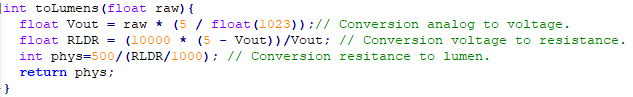 int toLumens(float raw){
float Vout = raw * (5 / float(1023));// Conversion analog to voltage.
float RLDR = (10000 * (5 - Vout))/Vout; // Conversion voltage to resistance.
int phys=500/(RLDR/1000); // Conversion resitance to lumen.
return phys;
}